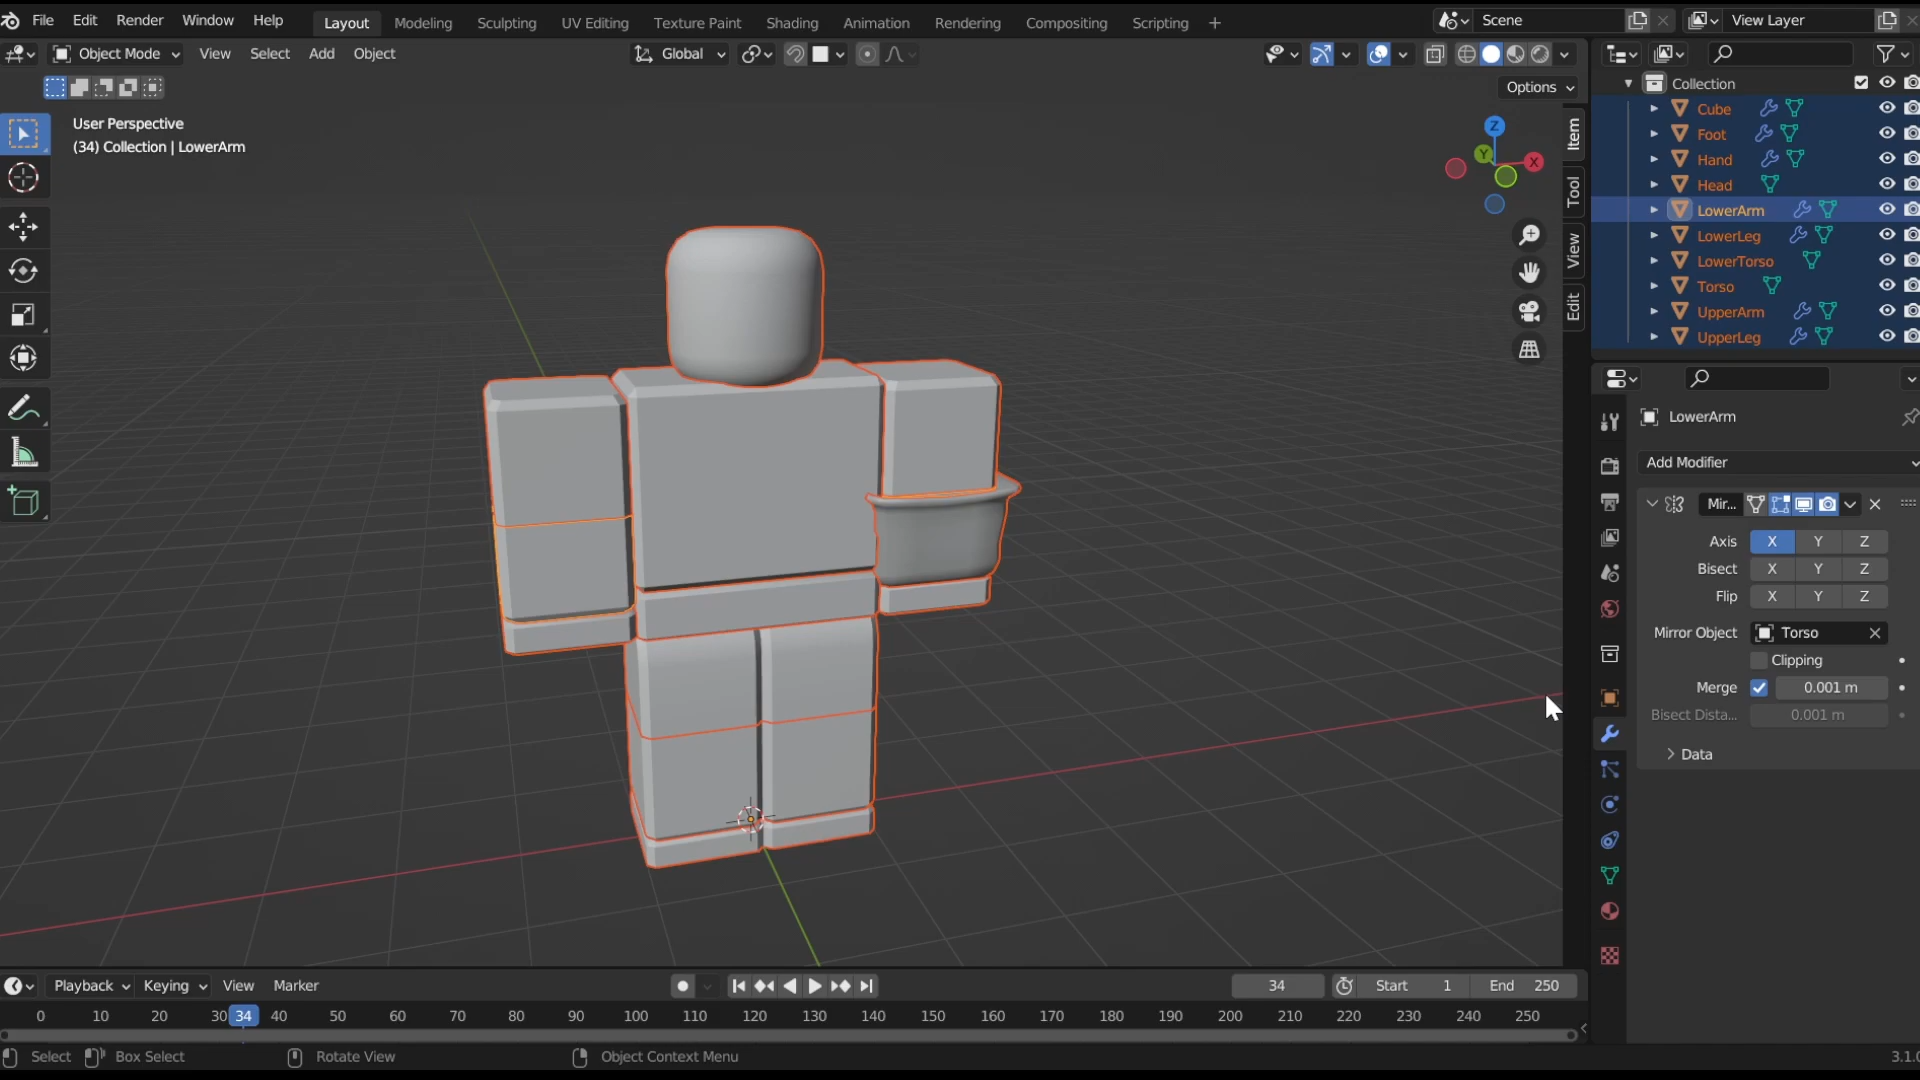 File Edit Render Window Help Layout Modeling Sculpting UV Editing Texture Paint Shading Animation Rendering Compositing Scripting + Scene View Layer
Object Mode View Select Add Object Global
Options
User Perspective
(34) Collection | LowerArm
Z
Y
X
Item
Tool
View
Edit
Collection
Cube
Foot
Hand
Head
LowerArm
LowerLeg
LowerTorso
Torso
UpperArm
UpperLeg
LowerArm
Add Modifier
Mir...
Axis X Y Z
Bisect X Y Z
Flip X Y Z
Mirror Object Torso
Clipping
Merge 0.001 m
Bisect Dista... 0.001 m
Data
Playback Keying View Marker 34 Start 1 End 250
0 10 20 30 34 40 50 60 70 80 90 100 110 120 130 140 150 160 170 180 190 200 210 220 230 240 250
Select Box Select Rotate View Object Context Menu 3.1.0